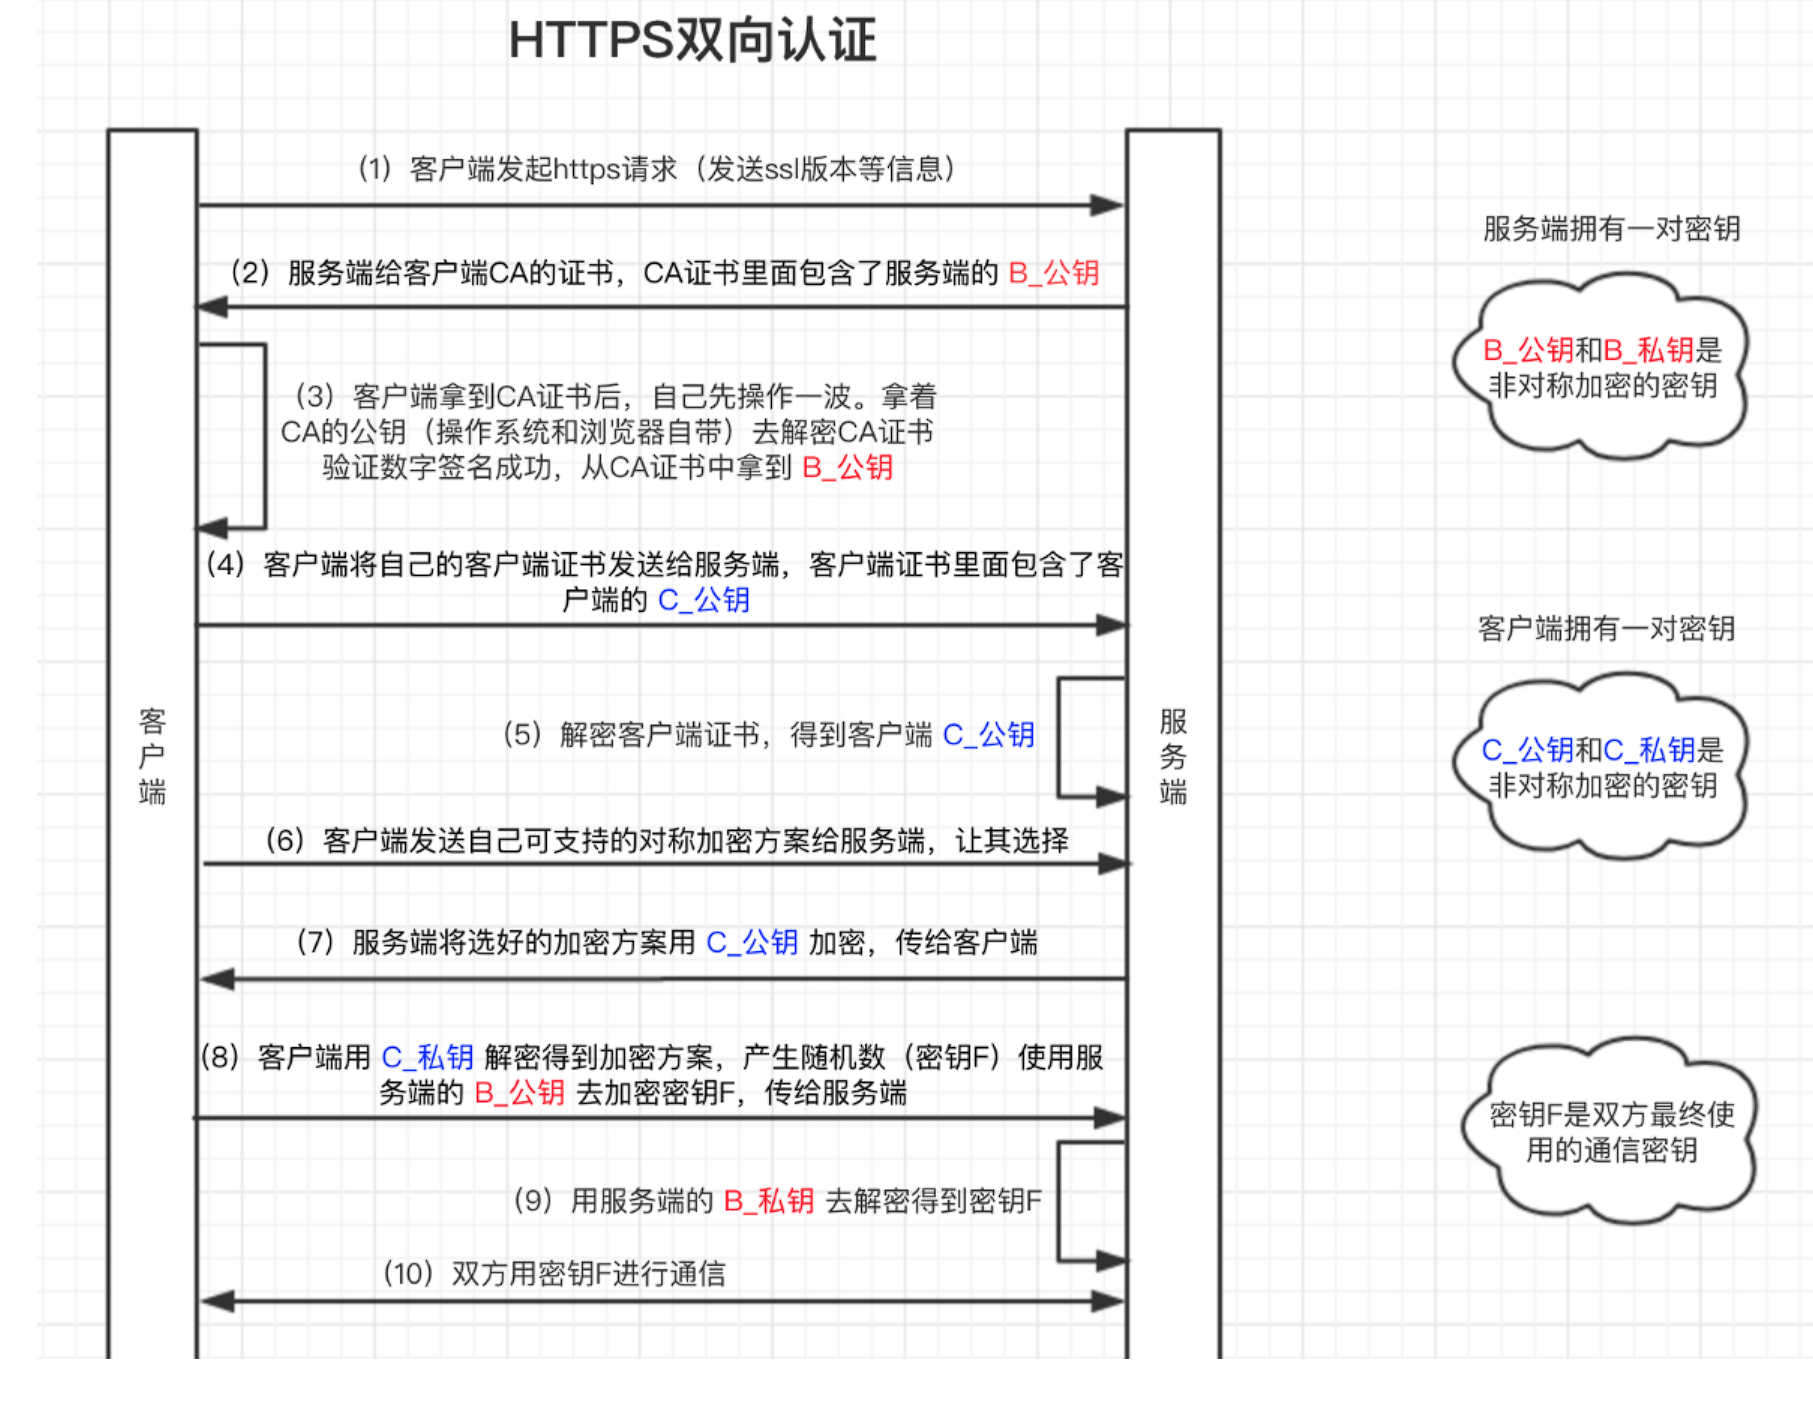 HTTPS双向认证
（1）客户端发起https请求（发送ssl版本等信息）
服务端拥有一对密钥
（2）服务端给客户端CA的证书，CA证书里面包含了服务端的 B_公钥
B_公钥和B_私钥是
非对称加密的密钥
（3）客户端拿到CA证书后，自己先操作一波。拿着
CA的公钥（操作系统和浏览器自带）去解密CA证书
验证数字签名成功，从CA证书中拿到 B_公钥
（4）客户端将自己的客户端证书发送给服务端，客户端证书里面包含了客
户端的 C_公钥
客户端拥有一对密钥
客户端
服务端
（5）解密客户端证书，得到客户端 C_公钥
C_公钥和C_私钥是
非对称加密的密钥
（6）客户端发送自己可支持的对称加密方案给服务端，让其选择
（7）服务端将选好的加密方案用 C_公钥 加密，传给客户端
（8）客户端用 C_私钥 解密得到加密方案，产生随机数（密钥F）使用服
务端的 B_公钥 去加密密钥F，传给服务端
密钥F是双方最终使
用的通信密钥
（9）用服务端的 B_私钥 去解密得到密钥F
（10）双方用密钥F进行通信